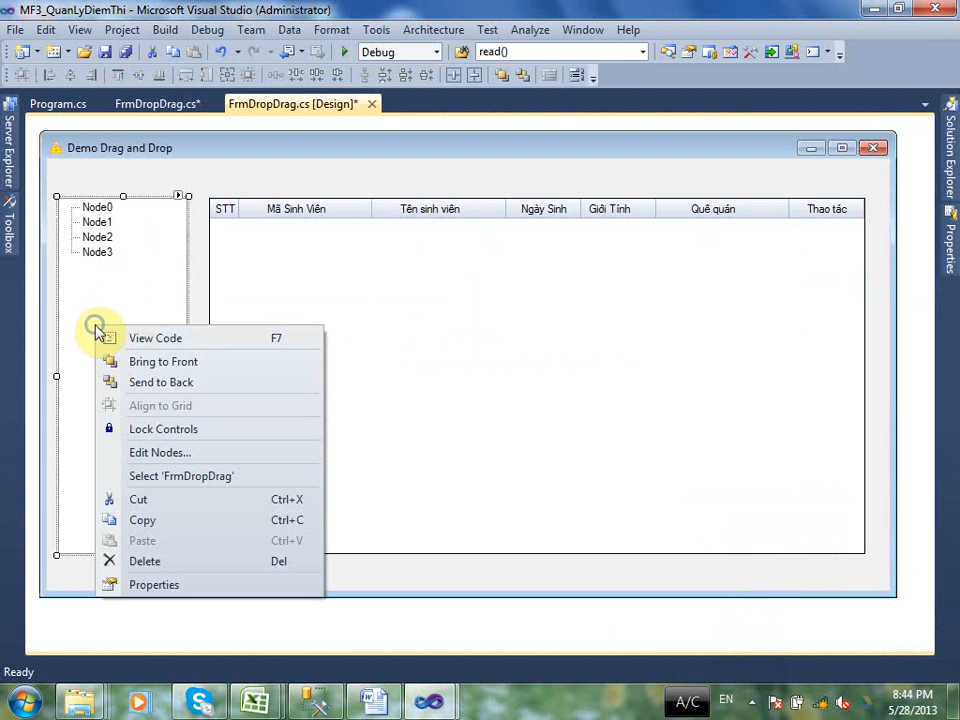 MF3_QuanLyDiemThi - Microsoft Visual Studio (Administrator)
File Edit View Project Build Debug Team Data Format Tools Architecture Test Analyze Window Help
Debug read()
Program.cs FrmDropDrag.cs* FrmDropDrag.cs [Design]*
Server Explorer
Toolbox
Solution Explorer
Properties
Demo Drag and Drop
Node0
Node1
Node2
Node3
STT Mã Sinh Viên Tên sinh viên Ngày Sinh Giới Tính Quê quán Thao tác
View Code F7
Bring to Front
Send to Back
Align to Grid
Lock Controls
Edit Nodes...
Select 'FrmDropDrag'
Cut Ctrl+X
Copy Ctrl+C
Paste Ctrl+V
Delete Del
Properties
Ready
A/C EN 8:44 PM
5/28/2013